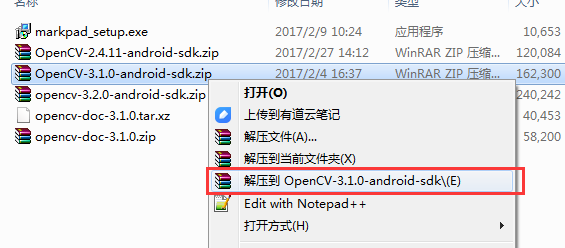 修改日期 类型 大小
markpad_setup.exe 2017/2/9 10:24 应用程序 10,653
OpenCV-2.4.11-android-sdk.zip 2017/2/27 14:12 WinRAR ZIP 压缩... 120,084
OpenCV-3.1.0-android-sdk.zip 2017/2/4 16:37 WinRAR ZIP 压缩... 162,300
opencv-3.2.0-android-sdk.zip 240,242
opencv-doc-3.1.0.tar.xz 40,453
opencv-doc-3.1.0.zip 58,200
打开(O)
上传到有道云笔记
解压文件(A)...
解压到当前文件夹(X)
解压到 OpenCV-3.1.0-android-sdk\(E)
Edit with Notepad++
打开方式(H)